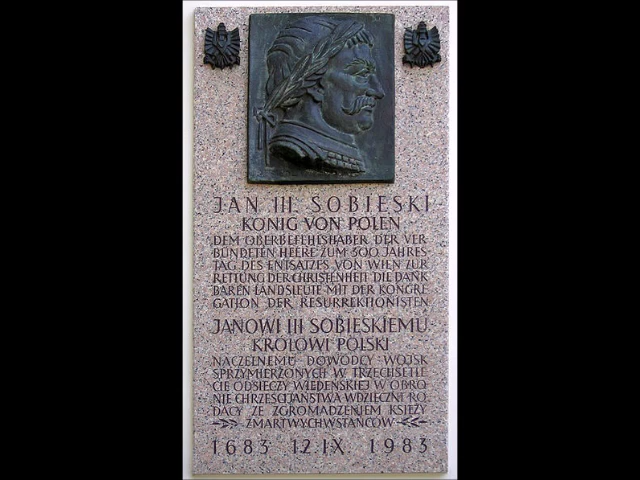 JAN III. SOBIESKI
KÖNIG VON POLEN
DEM OBERBEFEHLSHABER DER VER
BÜNDETEN HEERE ZUM 300 JAHRES-
TAG DES ENTSATZES VON WIEN ZUR
RETTUNG DER CHRISTENHEIT DIE DANK
BAREN LANDSLEUTE MIT DER KONGRE
GATION DER RESURREKTIONISTEN
JANOWI III SOBIESKIEMU
KRÓLOWI POLSKI
NACZELNEMU DOWÓDCY WOJSK
SPRZYMIERZONYCH W TRZECHSETLE
CIE ODSIECZY WIEDEŃSKIEJ W OBRO
NIE CHRZEŚCIJAŃSTWA WDZIĘCZNI RO
DACY ZE ZGROMADZENIEM KSIĘŻY
ZMARTWYCHWSTAŃCÓW
1683 12.IX. 1983